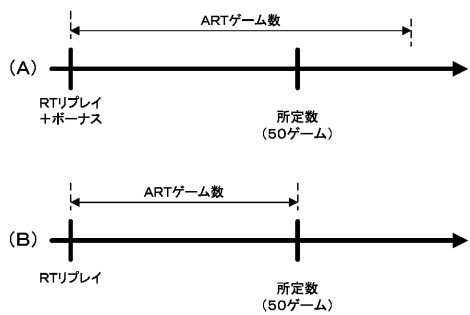 ARTゲーム数
(A)
RTリプレイ
+ボーナス
所定数
(50ゲーム)
ARTゲーム数
(B)
RTリプレイ
所定数
(50ゲーム)